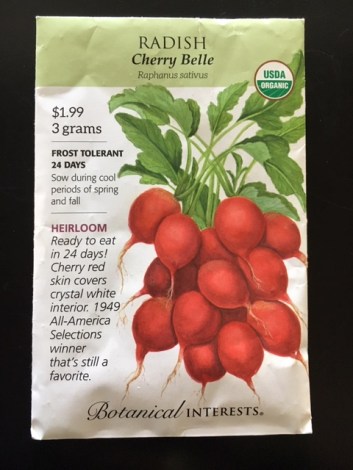 RADISH
Cherry Belle
Raphanus sativus
USDA
ORGANIC
$1.99
3 grams
FROST TOLERANT
24 DAYS
Sow during cool
periods of spring
and fall
HEIRLOOM
Ready to eat
in 24 days!
Cherry red
skin covers
crystal white
interior. 1949
All-America
Selections
winner
that's still a
favorite.
Botanical INTERESTS®